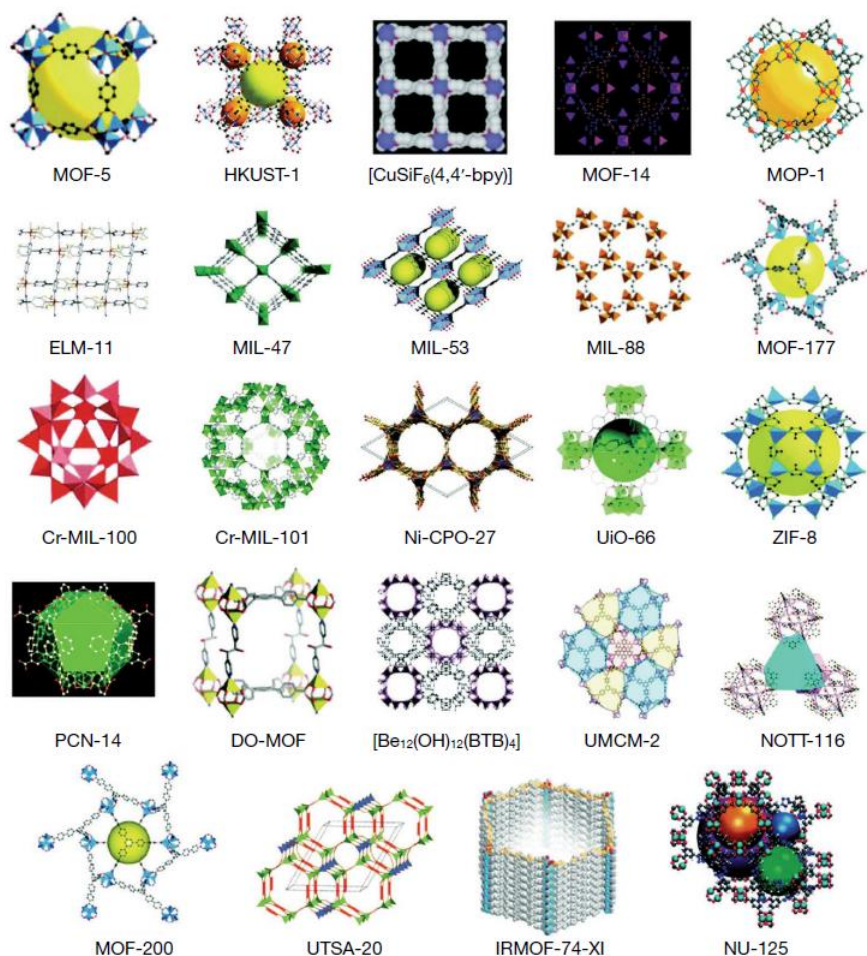 MOF-5 HKUST-1 [CuSiF₆(4,4′-bpy)] MOF-14 MOP-1
ELM-11 MIL-47 MIL-53 MIL-88 MOF-177
Cr-MIL-100 Cr-MIL-101 Ni-CPO-27 UiO-66 ZIF-8
PCN-14 DO-MOF [Be₁₂(OH)₁₂(BTB)₄] UMCM-2 NOTT-116
MOF-200 UTSA-20 IRMOF-74-XI NU-125